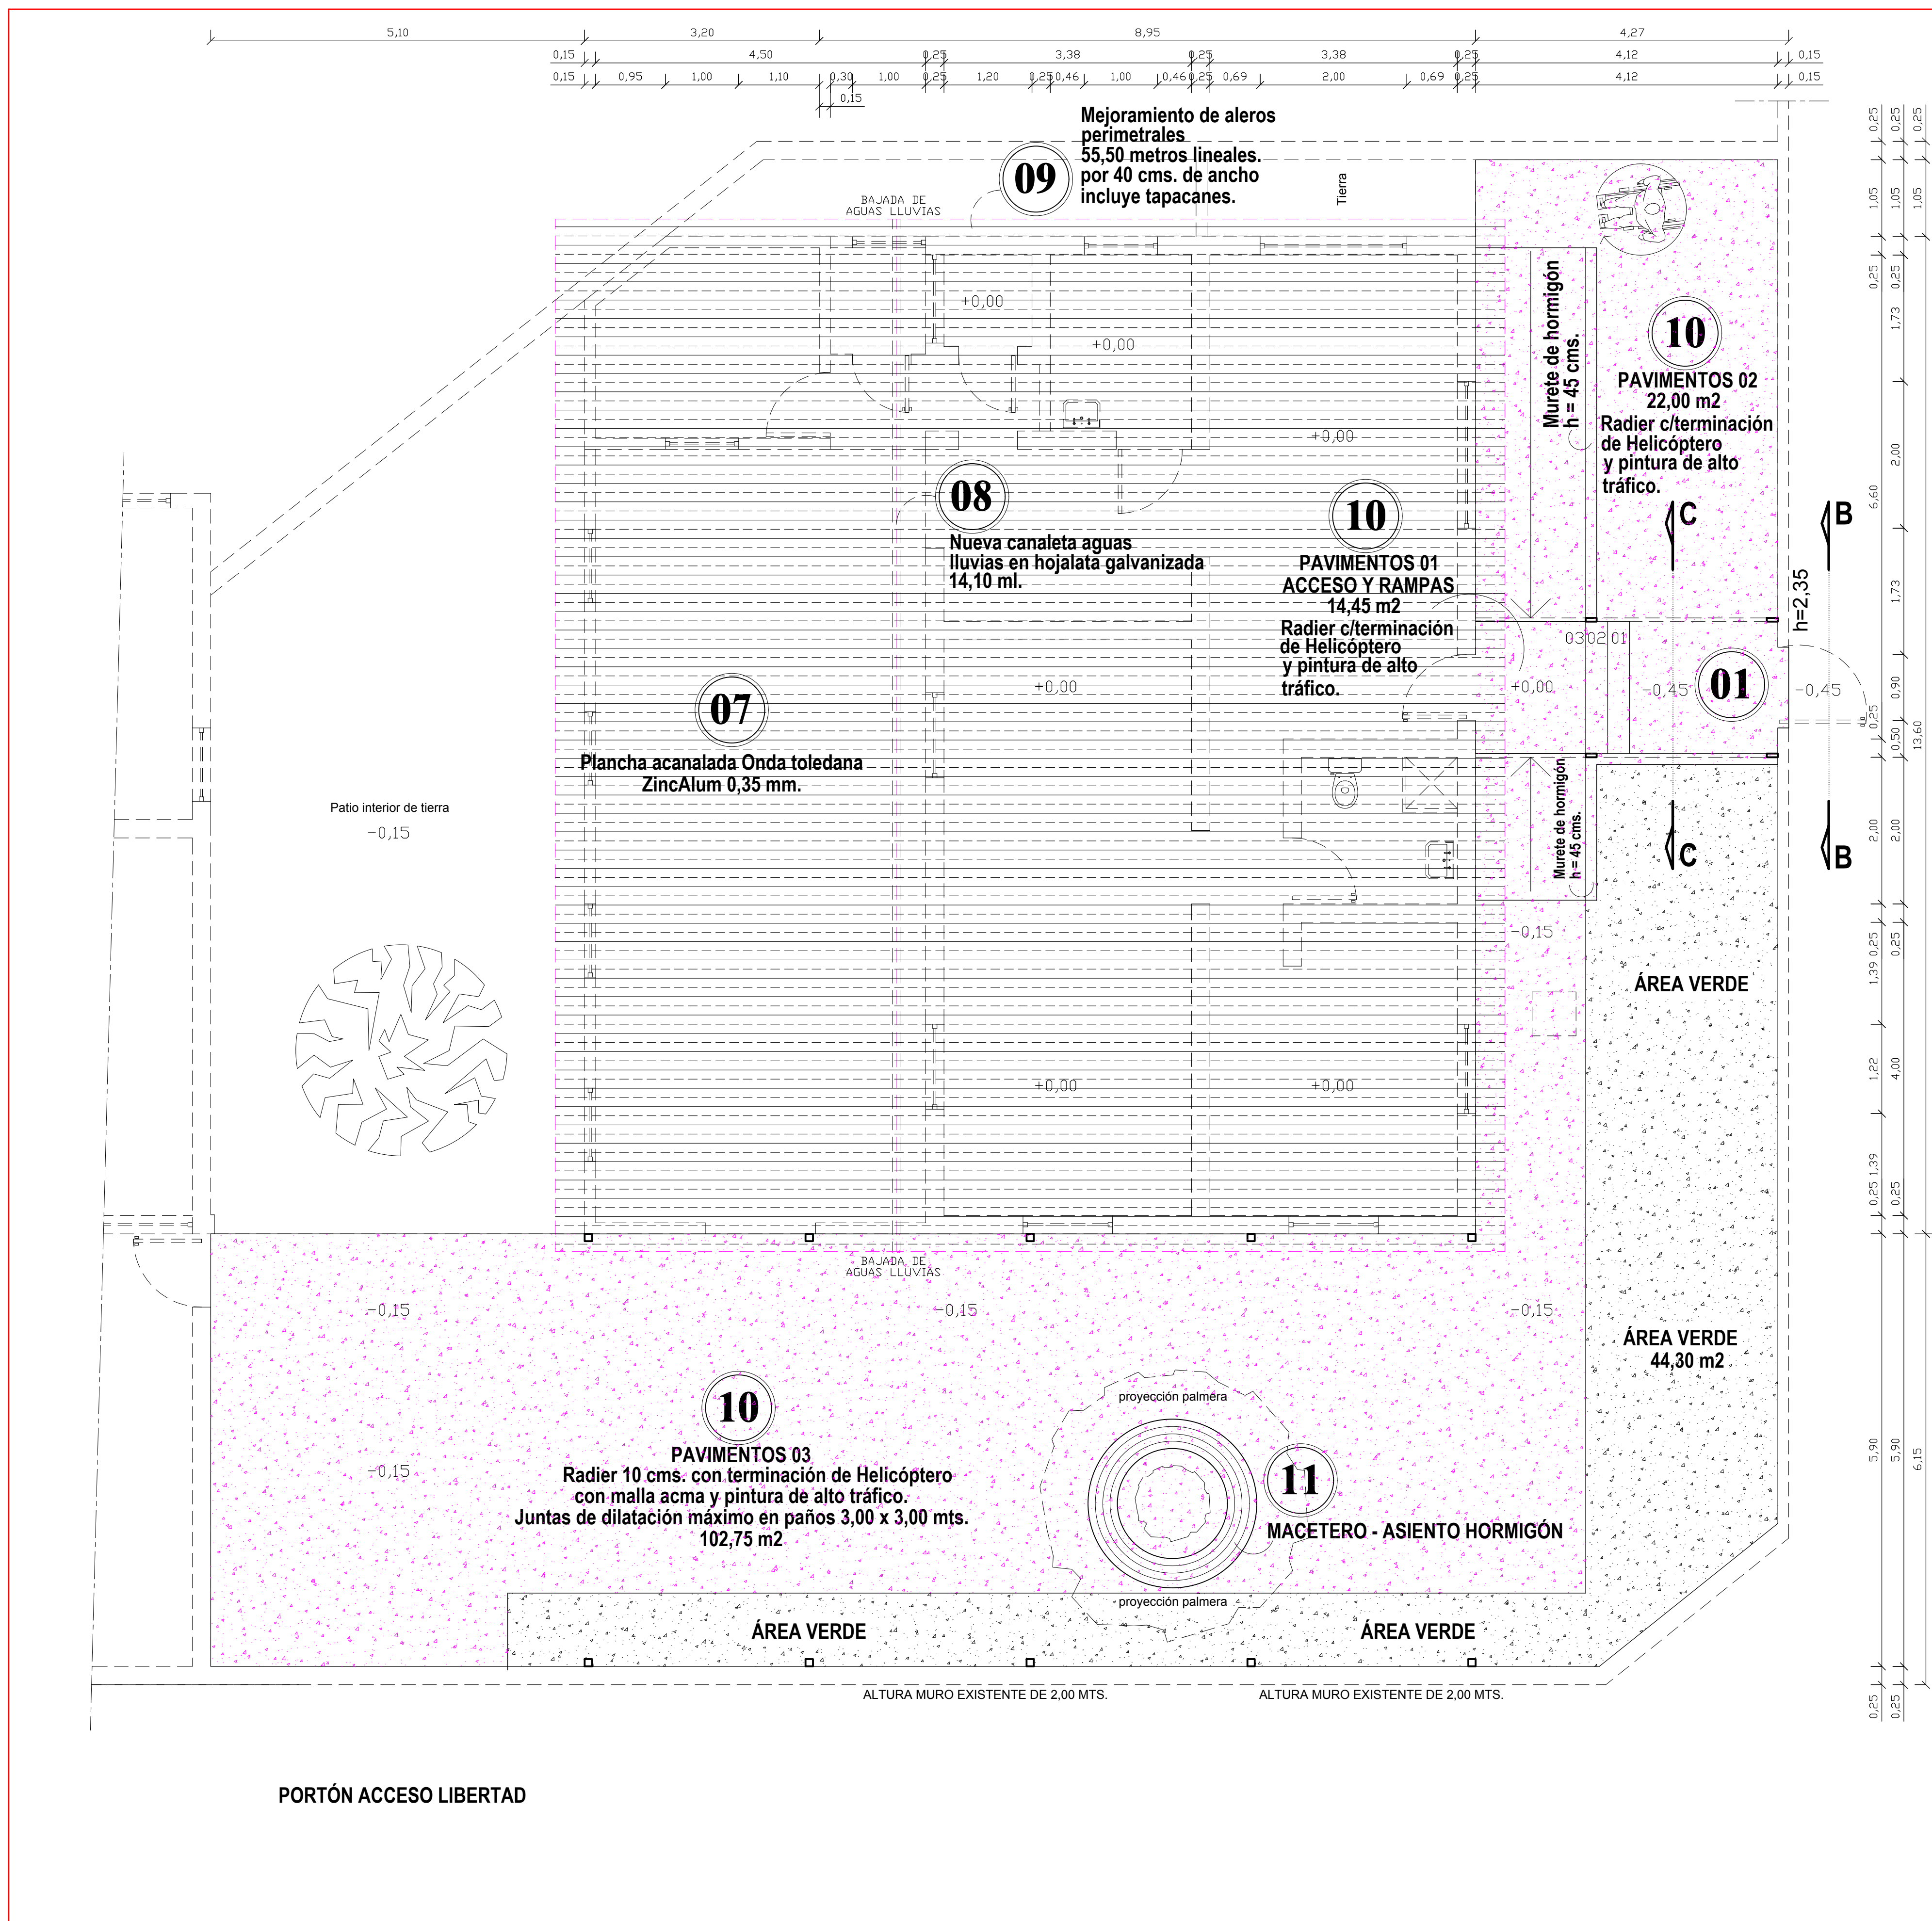 5,10
3,20
8,95
4,27
0,15
4,50
0,25
3,38
0,25
3,38
0,25
4,12
0,15
0,15
0,95
1,00
1,10
0,30
1,00
0,25
1,20
0,25
0,46
1,00
0,46
0,25
0,69
2,00
0,69
0,25
4,12
0,15
0,15
Mejoramiento de aleros
perimetrales
55,50 metros lineales.
por 40 cms. de ancho
incluye tapacanes.
09
Tierra
BAJADA DE
AGUAS LLUVIAS
+0,00
+0,00
+0,00
Murete de hormigón
h = 45 cms.
10
PAVIMENTOS 02
22,00 m2
Radier c/terminación
de Helicóptero
y pintura de alto
tráfico.
08
Nueva canaleta aguas
lluvias en hojalata galvanizada
14,10 ml.
10
PAVIMENTOS 01
ACCESO Y RAMPAS
14,45 m2
Radier c/terminación
de Helicóptero
y pintura de alto
tráfico.
C
B
h=2,35
03 02 01
07
Plancha acanalada Onda toledana
ZincAlum 0,35 mm.
+0,00
+0,00
-0,45
01
-0,45
Patio interior de tierra
-0,15
Murete de hormigón
h = 45 cms.
C
B
-0,15
ÁREA VERDE
+0,00
+0,00
BAJADA DE
AGUAS LLUVIAS
-0,15
-0,15
-0,15
ÁREA VERDE
44,30 m2
10
PAVIMENTOS 03
Radier 10 cms. con terminación de Helicóptero
con malla acma y pintura de alto tráfico.
Juntas de dilatación máximo en paños 3,00 x 3,00 mts.
102,75 m2
-0,15
proyección palmera
11
MACETERO - ASIENTO HORMIGÓN
proyección palmera
ÁREA VERDE
ÁREA VERDE
ALTURA MURO EXISTENTE DE 2,00 MTS.
ALTURA MURO EXISTENTE DE 2,00 MTS.
PORTÓN ACCESO LIBERTAD
0,25
1,05
0,25
6,60
0,25
2,00
0,25
1,39
1,22
1,39
0,25
5,90
0,25
0,25
1,05
0,25
1,73
2,00
1,73
0,90
0,50
2,00
0,25
4,00
0,25
5,90
0,25
0,25
1,05
13,60
6,15